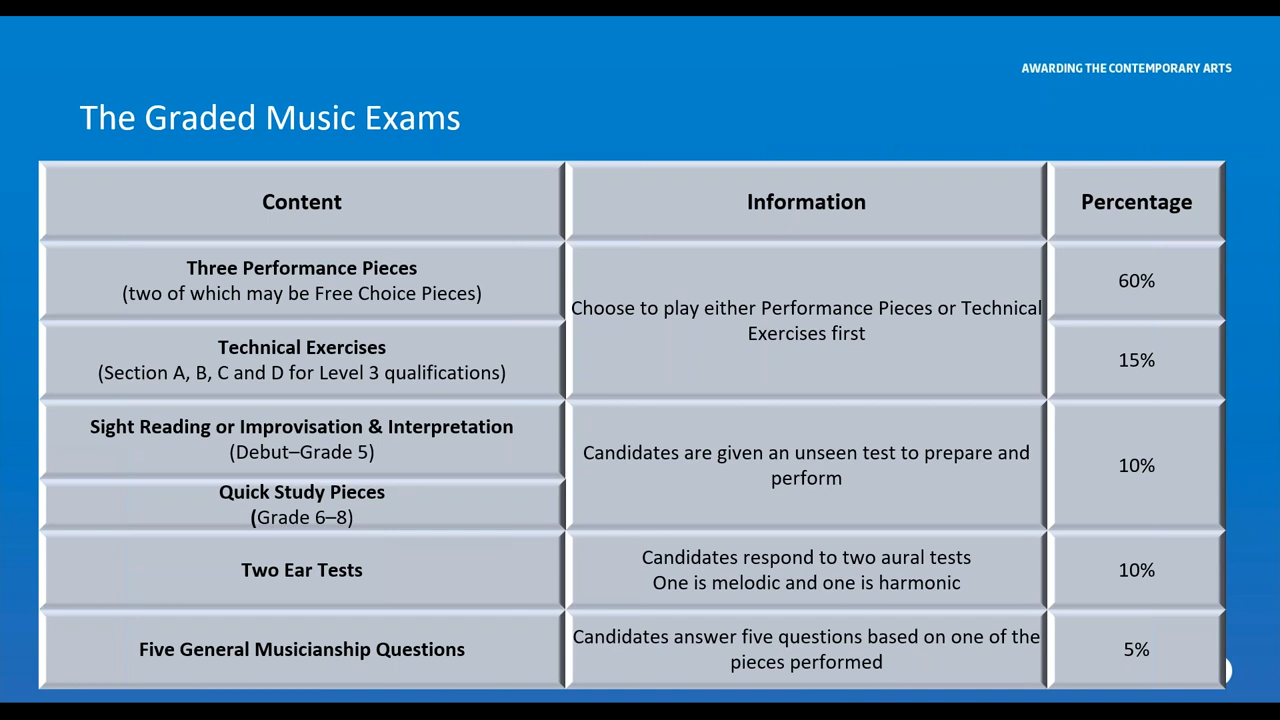 AWARDING THE CONTEMPORARY ARTS
The Graded Music Exams
Content
Information
Percentage
Three Performance Pieces
(two of which may be Free Choice Pieces)
Choose to play either Performance Pieces or Technical
Exercises first
60%
Technical Exercises
(Section A, B, C and D for Level 3 qualifications)
15%
Sight Reading or Improvisation & Interpretation
(Debut–Grade 5)
Candidates are given an unseen test to prepare and
perform
10%
Quick Study Pieces
(Grade 6–8)
Two Ear Tests
Candidates respond to two aural tests
One is melodic and one is harmonic
10%
Five General Musicianship Questions
Candidates answer five questions based on one of the
pieces performed
5%